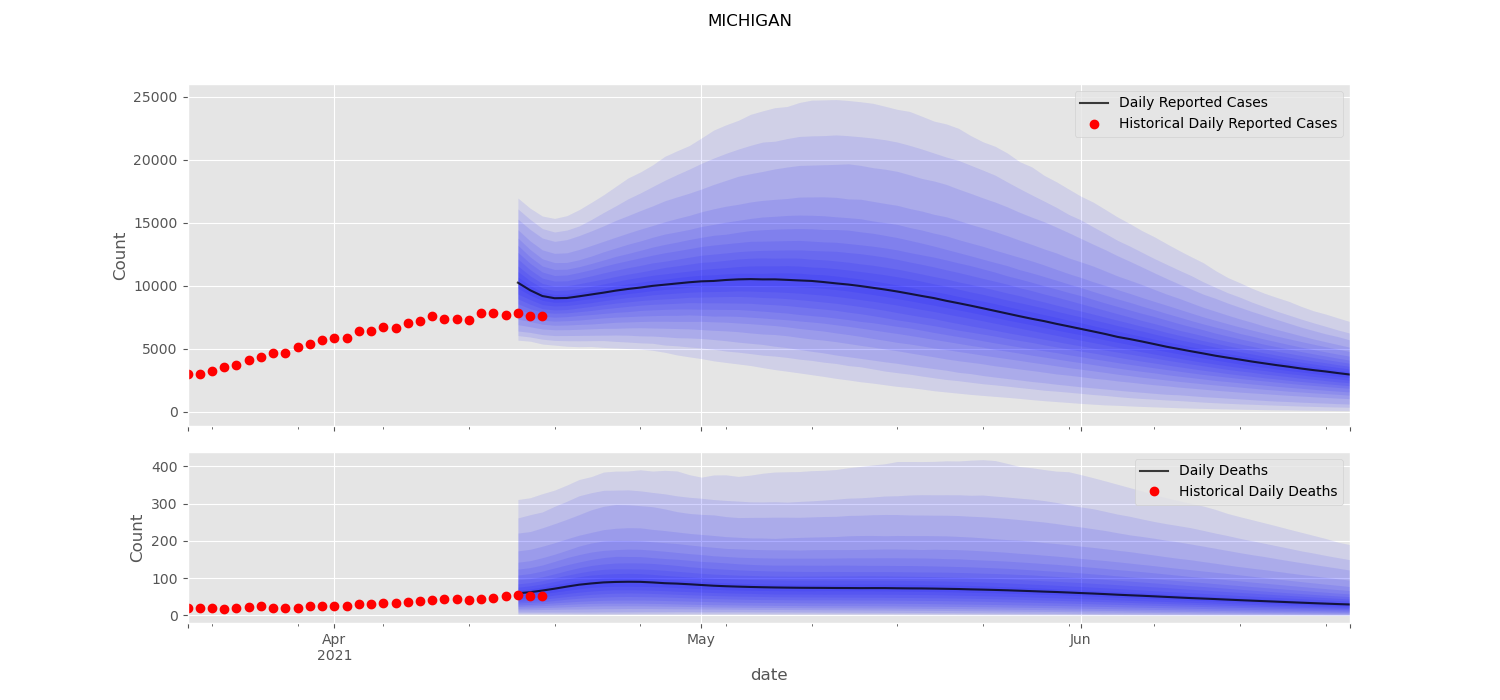 MICHIGAN
25000
20000
15000
10000
5000
0
Count
Daily Reported Cases
Historical Daily Reported Cases
400
300
200
100
0
Count
Daily Deaths
Historical Daily Deaths
Apr
2021
May
Jun
date